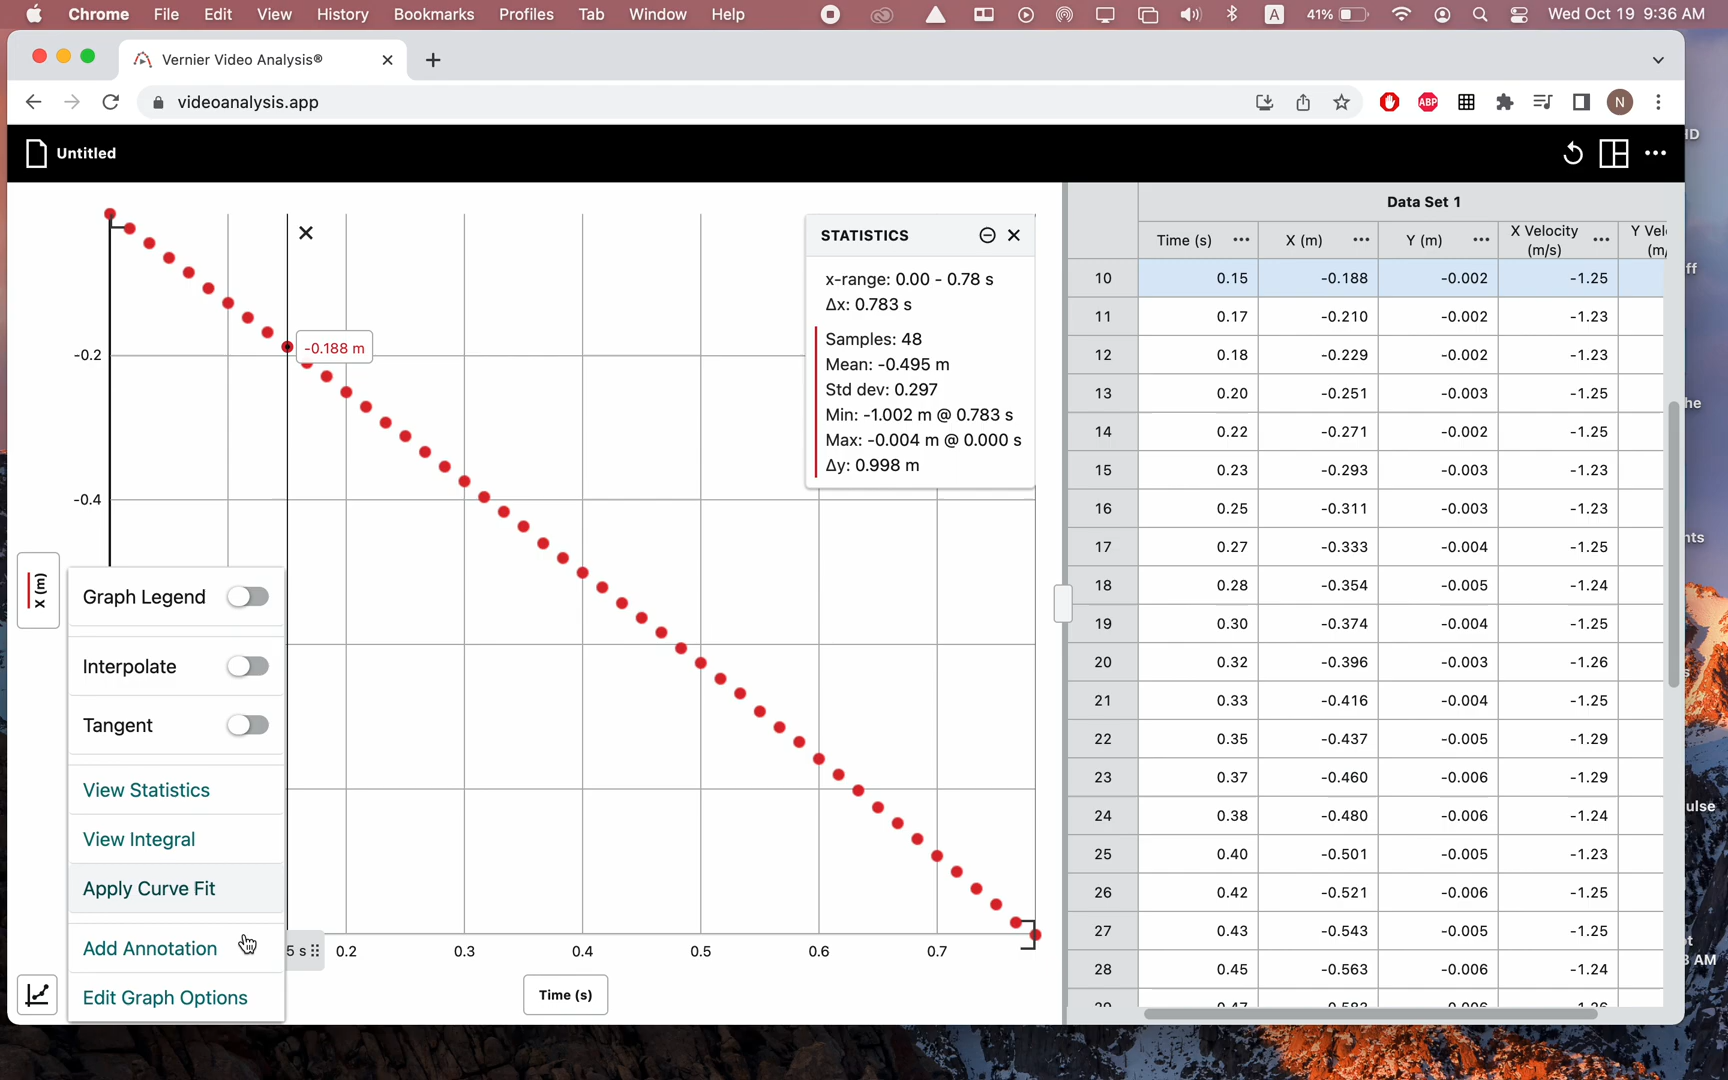 Chrome File Edit View History Bookmarks Profiles Tab Window Help A 41% Wed Oct 19 9:36 AM
Vernier Video Analysis®
videoanalysis.app ABP N
Untitled
-0.2
-0.4
X (m)
-0.188 m
STATISTICS
x-range: 0.00 - 0.78 s
Δx: 0.783 s
Samples: 48
Mean: -0.495 m
Std dev: 0.297
Min: -1.002 m @ 0.783 s
Max: -0.004 m @ 0.000 s
Δy: 0.998 m
Graph Legend
Interpolate
Tangent
View Statistics
View Integral
Apply Curve Fit
Add Annotation
Edit Graph Options
5 s 0.2 0.3 0.4 0.5 0.6 0.7
Time (s)
Data Set 1
Time (s) X (m) Y (m) X Velocity (m/s) Y Vel (m/
10 0.15 -0.188 -0.002 -1.25
11 0.17 -0.210 -0.002 -1.23
12 0.18 -0.229 -0.002 -1.23
13 0.20 -0.251 -0.003 -1.25
14 0.22 -0.271 -0.002 -1.25
15 0.23 -0.293 -0.003 -1.23
16 0.25 -0.311 -0.003 -1.23
17 0.27 -0.333 -0.004 -1.25
18 0.28 -0.354 -0.005 -1.24
19 0.30 -0.374 -0.004 -1.25
20 0.32 -0.396 -0.003 -1.26
21 0.33 -0.416 -0.004 -1.25
22 0.35 -0.437 -0.005 -1.29
23 0.37 -0.460 -0.006 -1.29
24 0.38 -0.480 -0.006 -1.24
25 0.40 -0.501 -0.005 -1.23
26 0.42 -0.521 -0.006 -1.25
27 0.43 -0.543 -0.005 -1.25
28 0.45 -0.563 -0.006 -1.24